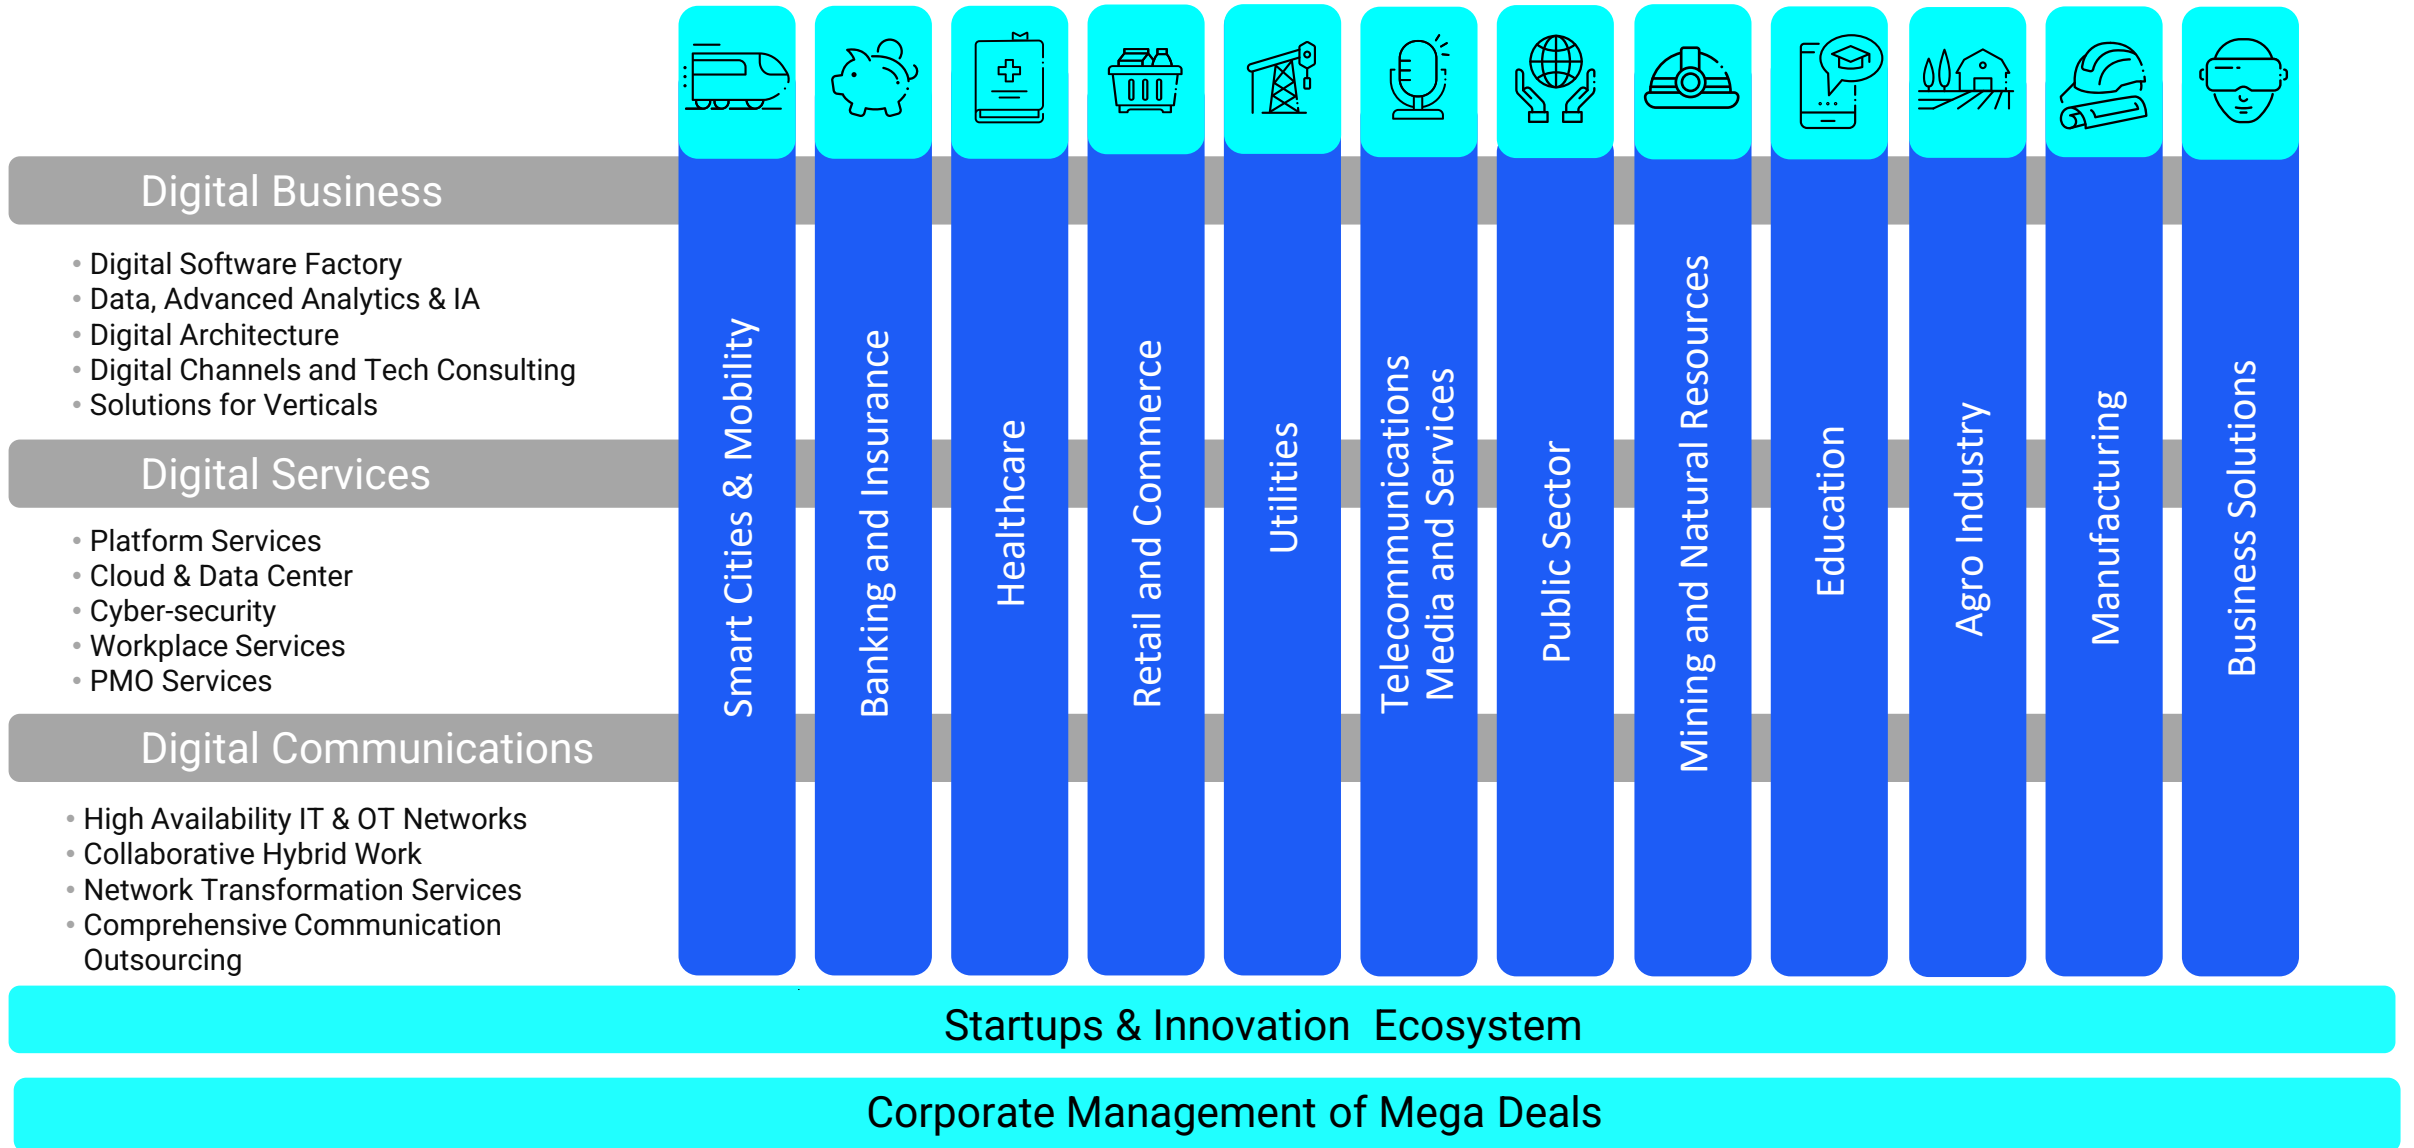 Digital Business
• Digital Software Factory
• Data, Advanced Analytics & IA
• Digital Architecture
• Digital Channels and Tech Consulting
• Solutions for Verticals
Digital Services
• Platform Services
• Cloud & Data Center
• Cyber-security
• Workplace Services
• PMO Services
Digital Communications
• High Availability IT & OT Networks
• Collaborative Hybrid Work
• Network Transformation Services
• Comprehensive Communication
Outsourcing
Smart Cities & Mobility
Banking and Insurance
Healthcare
Retail and Commerce
Utilities
Telecommunications
Media and Services
Public Sector
Mining and Natural Resources
Education
Agro Industry
Manufacturing
Business Solutions
Startups & Innovation  Ecosystem
Corporate Management of Mega Deals